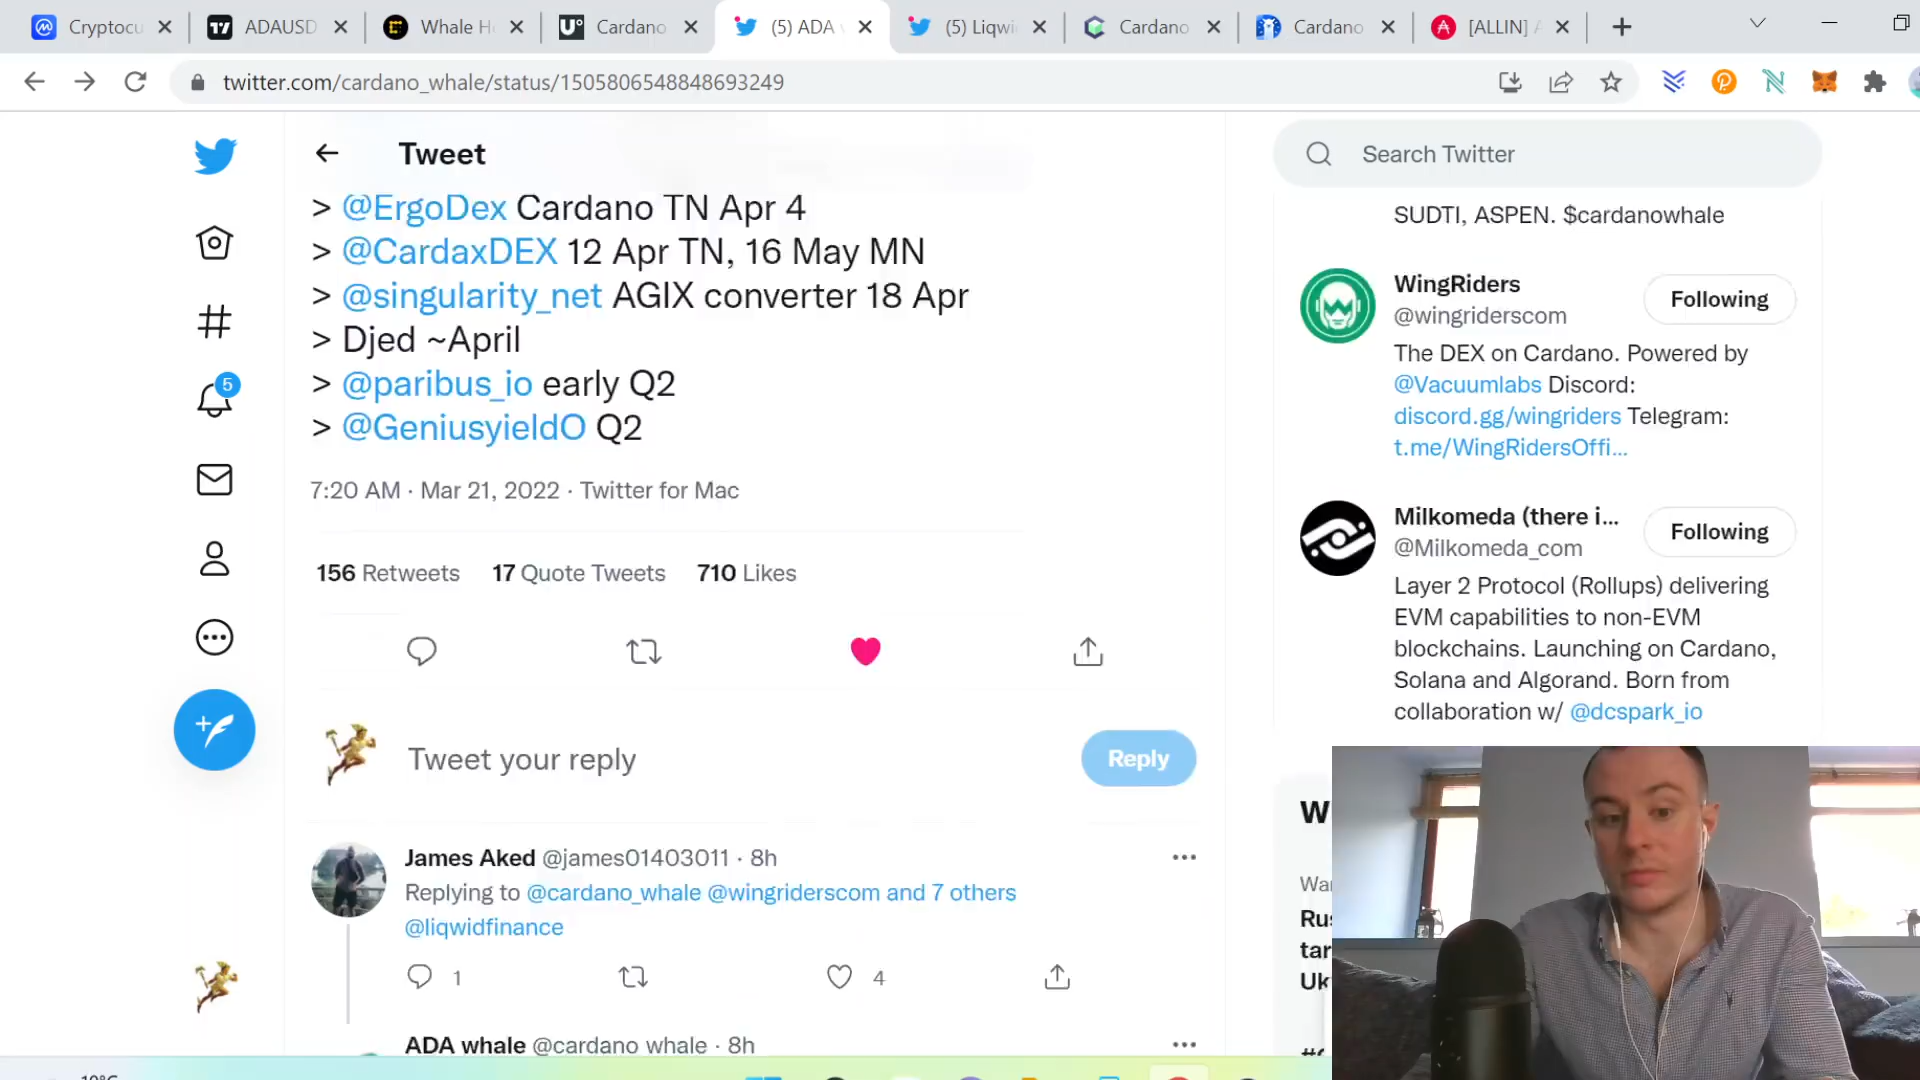 Cryptocu
ADAUSD
Whale H
Cardano
(5) ADA
(5) Liqwi
Cardano
Cardano
[ALLIN] A
twitter.com/cardano_whale/status/1505806548848693249
Tweet
Search Twitter
> @ErgoDex Cardano TN Apr 4
> @CardaxDEX 12 Apr TN, 16 May MN
> @singularity_net AGIX converter 18 Apr
> Djed ~April
> @paribus_io early Q2
> @GeniusyieldO Q2
7:20 AM · Mar 21, 2022 · Twitter for Mac
156 Retweets 17 Quote Tweets 710 Likes
5
Tweet your reply
Reply
James Aked @james01403011 · 8h
Replying to @cardano_whale @wingriderscom and 7 others
@liqwidfinance
1
4
ADA whale @cardano whale · 8h
SUDTI, ASPEN. $cardanowhale
WingRiders
Following
@wingriderscom
The DEX on Cardano. Powered by
@Vacuumlabs Discord:
discord.gg/wingriders Telegram:
t.me/WingRidersOffi...
Milkomeda (there i...
Following
@Milkomeda_com
Layer 2 Protocol (Rollups) delivering
EVM capabilities to non-EVM
blockchains. Launching on Cardano,
Solana and Algorand. Born from
collaboration w/ @dcspark_io
W
War
Rus
tar
Uk